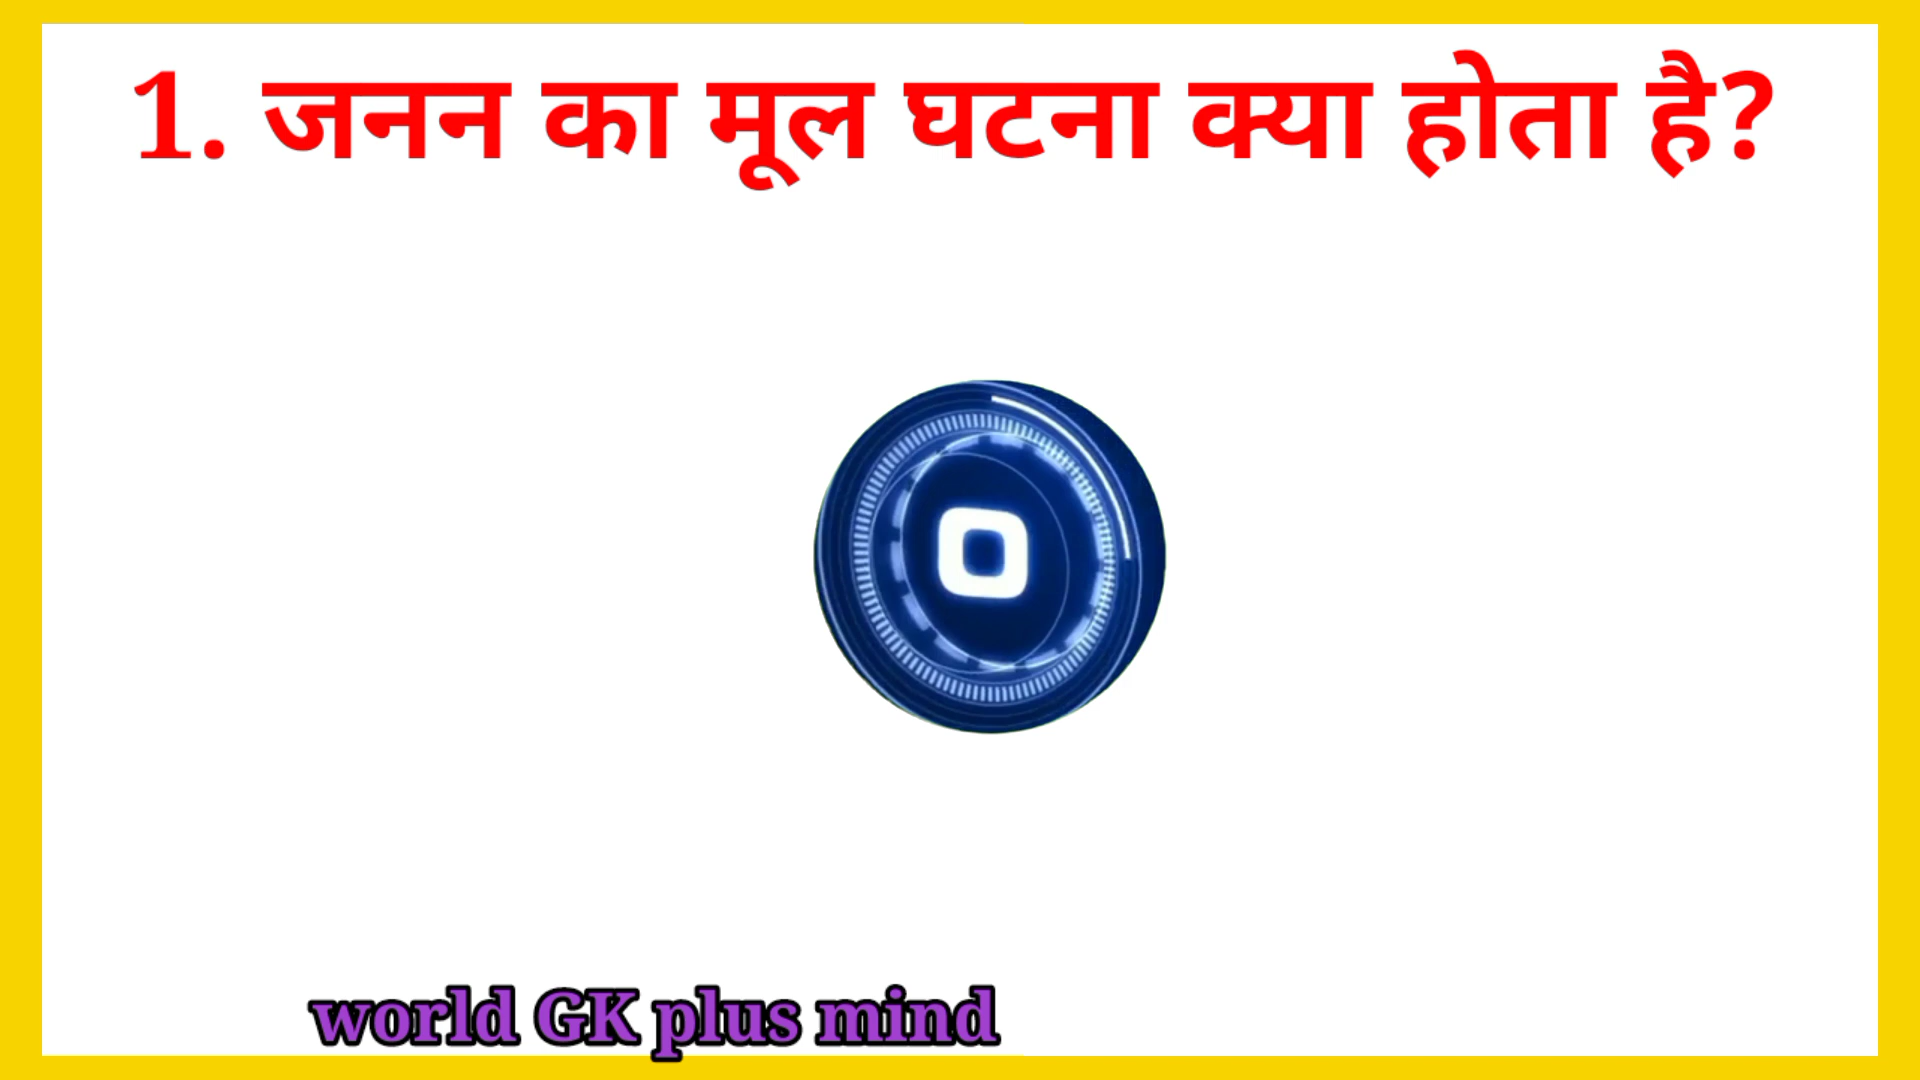 1. जनन का मूल घटना क्या होता है?
0
world GK plus mind